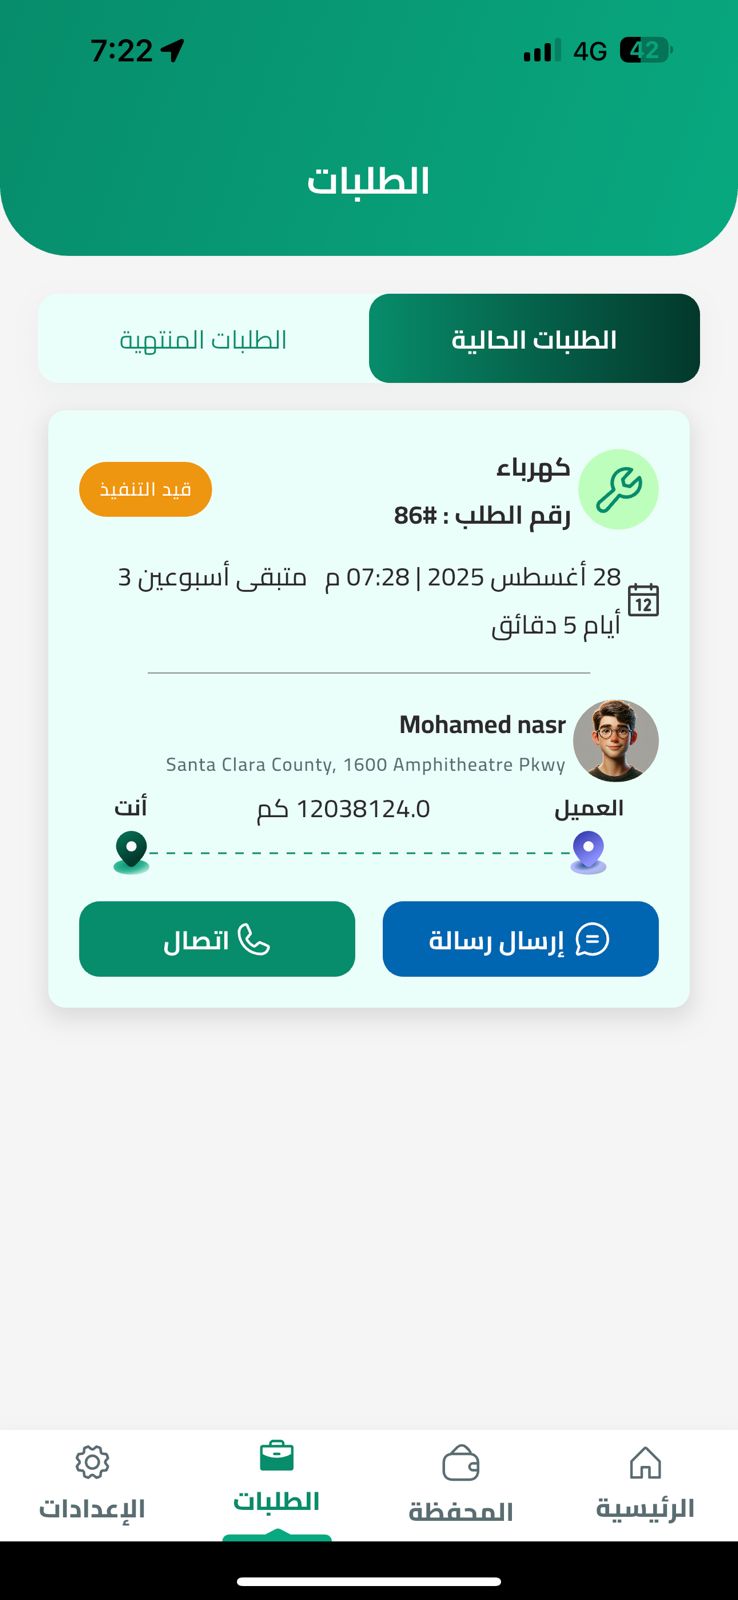 7:22
4G 42
الطلبات
الطلبات الحالية
الطلبات المنتهية
كهرباء
قيد التنفيذ
رقم الطلب : #86
28 أغسطس 2025 | 07:28 م متبقى أسبوعين 3
أيام 5 دقائق
12
Mohamed nasr
Santa Clara County, 1600 Amphitheatre Pkwy
العميل 12038124.0 كم أنت
إرسال رسالة
اتصال
الرئيسية
المحفظة
الطلبات
الإعدادات